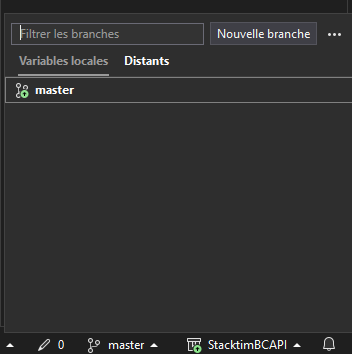 Filtrer les branches
Nouvelle branche
...
Variables locales
Distants
master
0
master
StacktimBCAPI